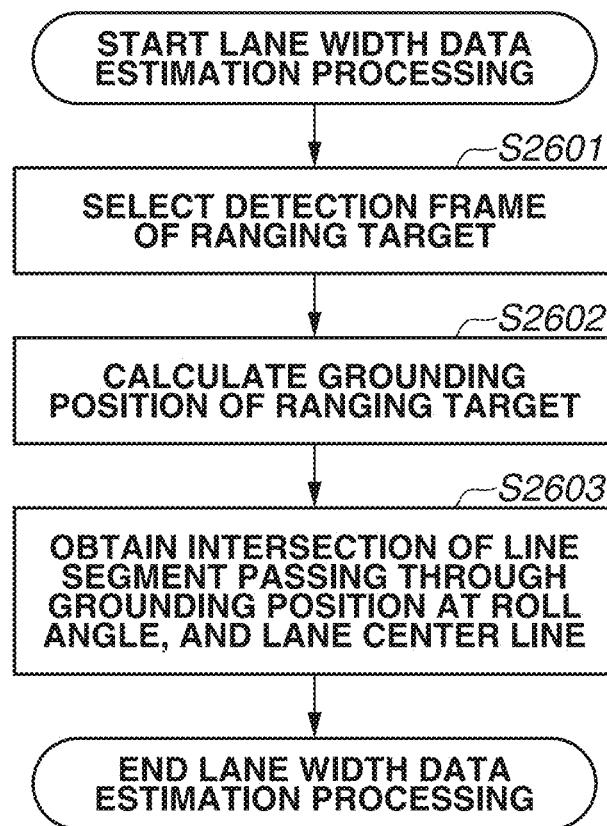 START LANE WIDTH DATA
ESTIMATION PROCESSING
S2601
SELECT DETECTION FRAME
OF RANGING TARGET
S2602
CALCULATE GROUNDING
POSITION OF RANGING TARGET
S2603
OBTAIN INTERSECTION OF LINE
SEGMENT PASSING THROUGH
GROUNDING POSITION AT ROLL
ANGLE, AND LANE CENTER LINE
END LANE WIDTH DATA
ESTIMATION PROCESSING